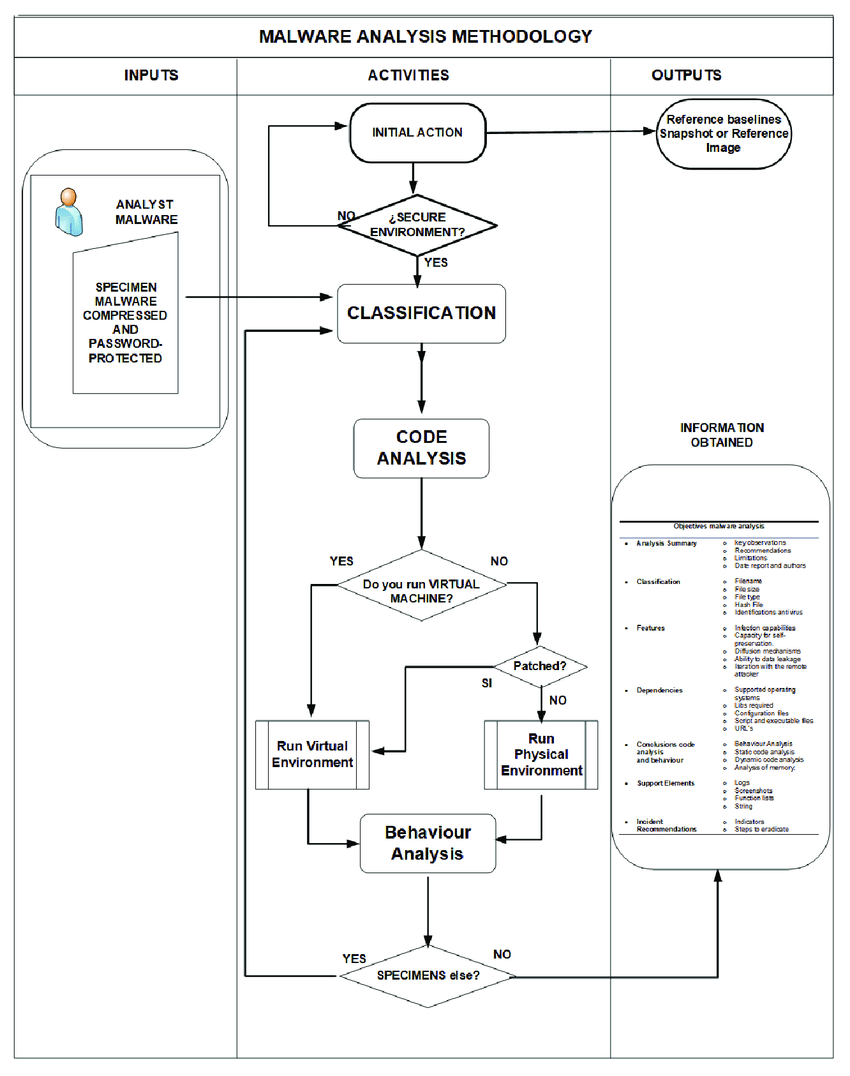 MALWARE ANALYSIS METHODOLOGY
INPUTS
ACTIVITIES
OUTPUTS
INITIAL ACTION
Reference baselines
Snapshot or Reference
Image
ANALYST
MALWARE
NO
¿SECURE
ENVIRONMENT?
YES
SPECIMEN
MALWARE
COMPRESSED
AND
PASSWORD-
PROTECTED
CLASSIFICATION
CODE
ANALYSIS
YES
NO
Do you run VIRTUAL
MACHINE?
Patched?
SI
NO
Run Virtual
Environment
Run
Physical
Environment
Behaviour
Analysis
YES
NO
SPECIMENS else?
INFORMATION
OBTAINED
Objectives malware analysis
• Analysis Summary
o key observations
o Recommendations
o Limitations
o Date report and authors
• Classification
o Filename
o File size
o File type
o Hash File
o Identifications antivirus
• Features
o Infection capabilities
o Capacity for self-
preservation.
o Diffusion mechanisms
o Ability to data leakage
o Iteration with the remote
attacker
• Dependencies
o Supported operating
systems
o Libs required
o Configuration files
o Script and executable files
o URL's
• Conclusions code
analysis
and behaviour
o Behaviour Analysis
o Static code analysis
o Dynamic code analysis
o Analysis of memory.
• Support Elements
o Logs
o Screenshots
o Function lists
o String
• Incident
Recommendations
o Indicators
o Steps to eradicate